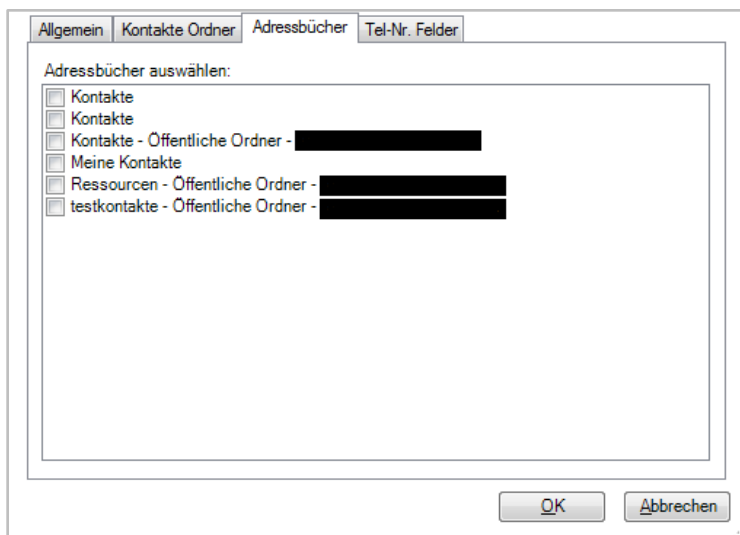 Allgemein Kontakte Ordner Adressbücher Tel-Nr. Felder
Adressbücher auswählen:
Kontakte
Kontakte
Kontakte - Öffentliche Ordner -
Meine Kontakte
Ressourcen - Öffentliche Ordner -
testkontakte - Öffentliche Ordner -
OK Abbrechen